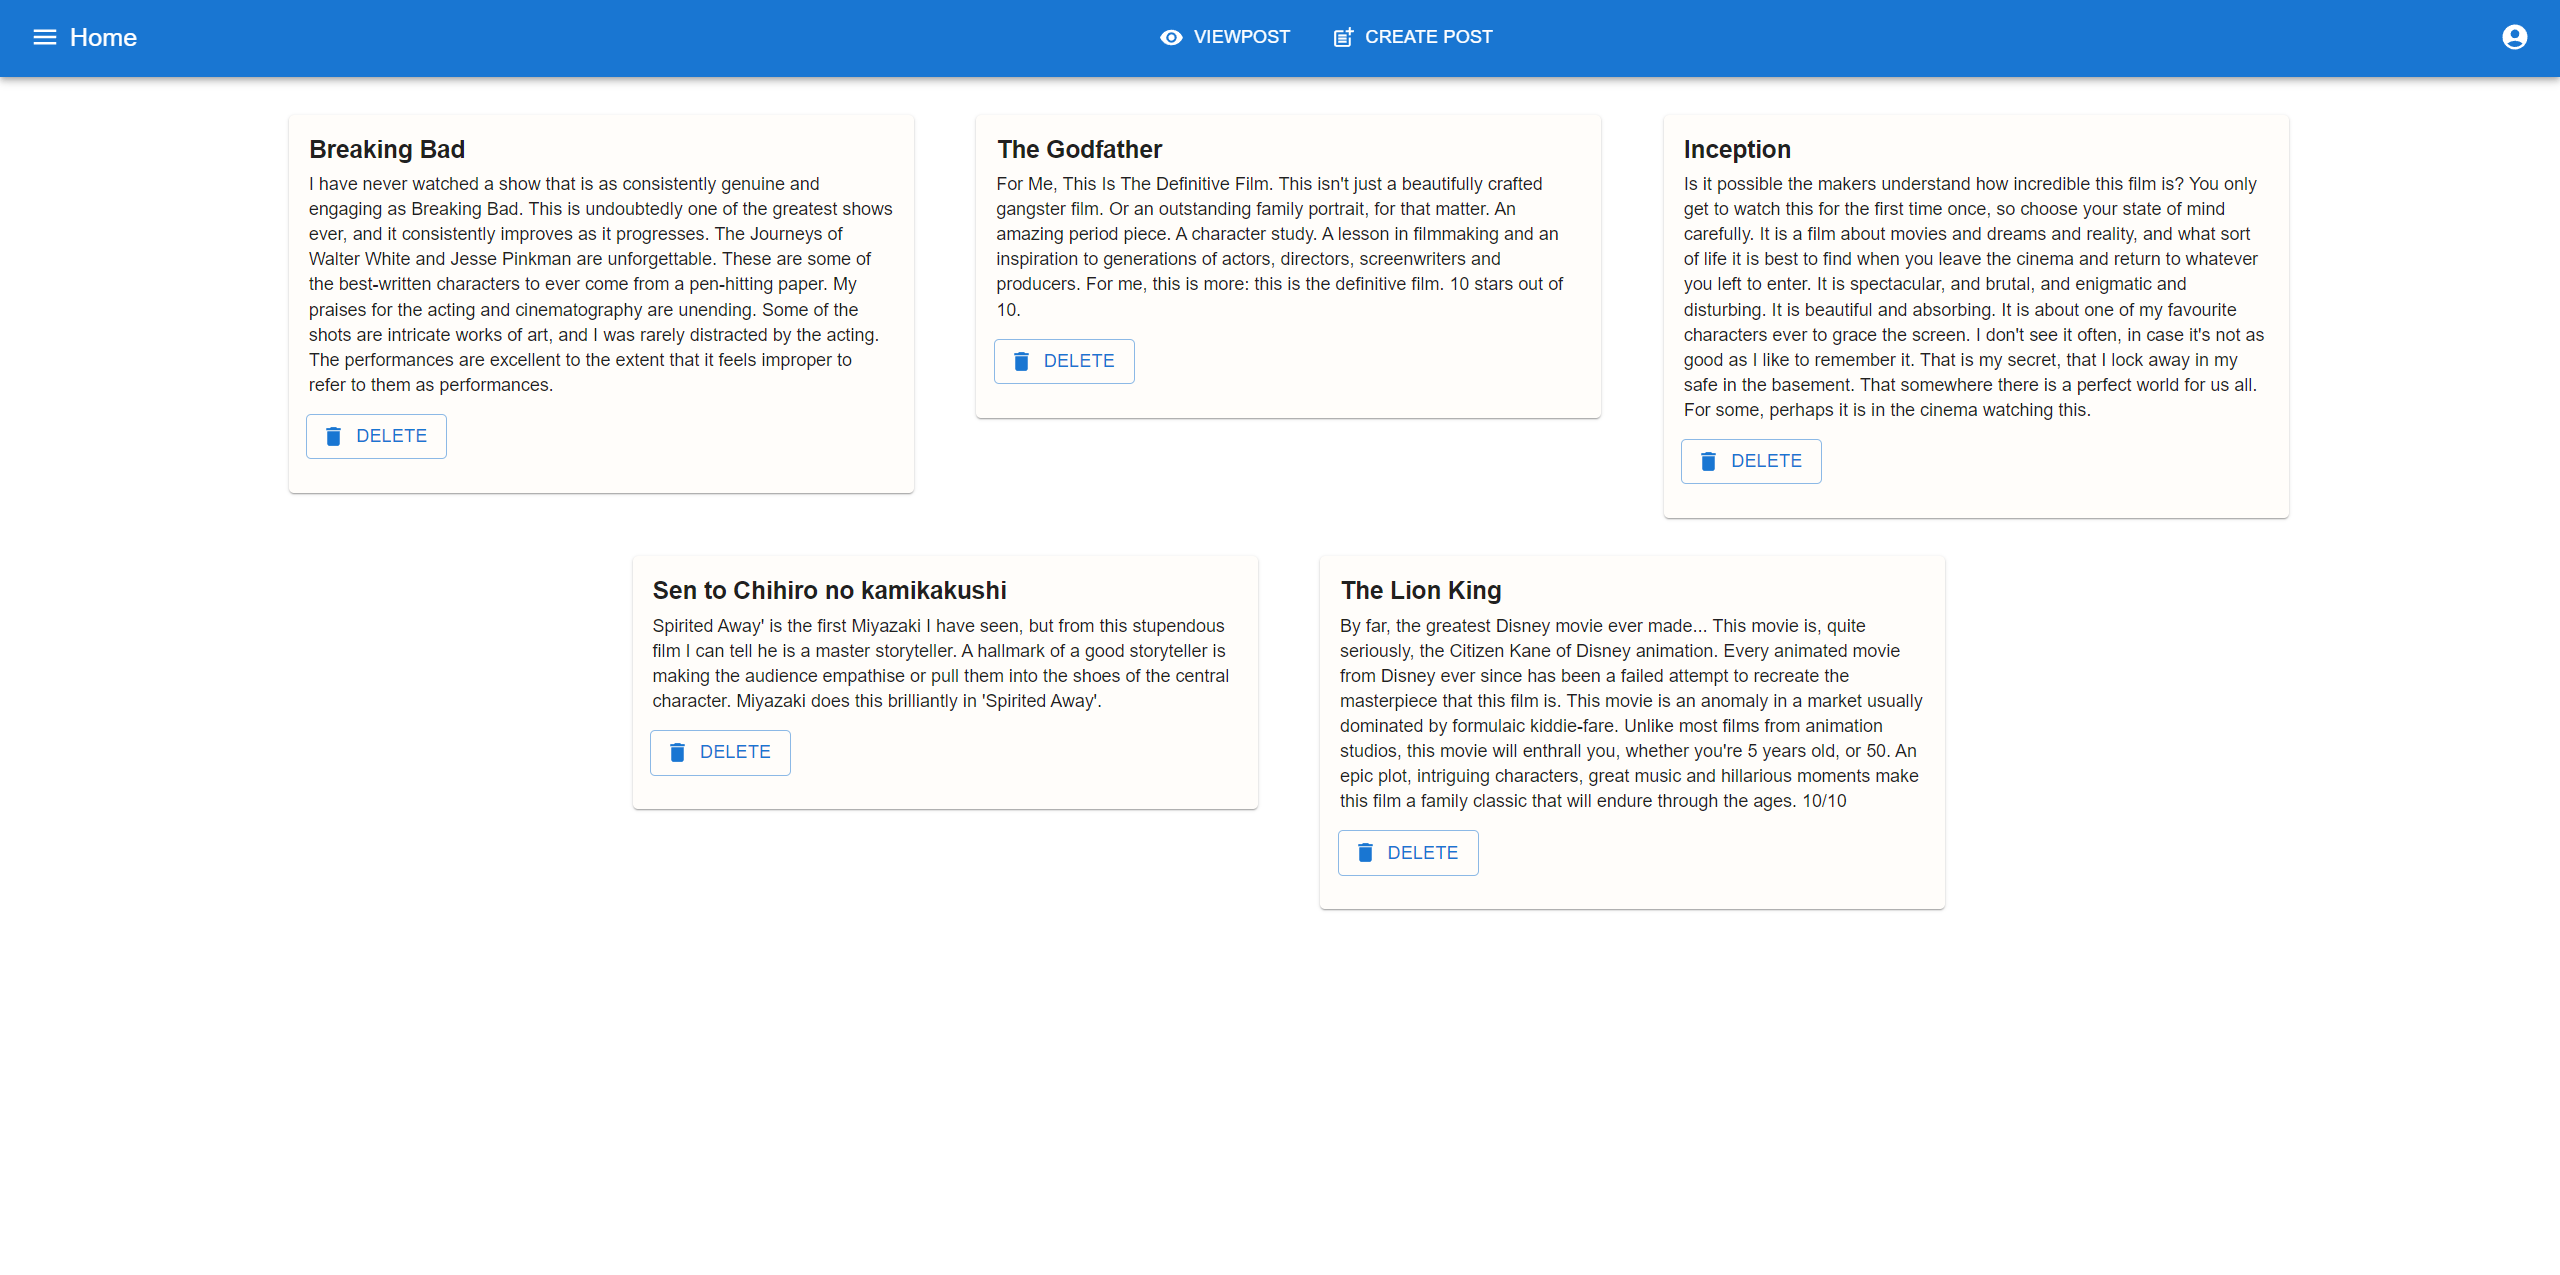 Home
VIEWPOST
CREATE POST
Breaking Bad
I have never watched a show that is as consistently genuine and
engaging as Breaking Bad. This is undoubtedly one of the greatest shows
ever, and it consistently improves as it progresses. The Journeys of
Walter White and Jesse Pinkman are unforgettable. These are some of
the best-written characters to ever come from a pen-hitting paper. My
praises for the acting and cinematography are unending. Some of the
shots are intricate works of art, and I was rarely distracted by the acting.
The performances are excellent to the extent that it feels improper to
refer to them as performances.
DELETE
The Godfather
For Me, This Is The Definitive Film. This isn't just a beautifully crafted
gangster film. Or an outstanding family portrait, for that matter. An
amazing period piece. A character study. A lesson in filmmaking and an
inspiration to generations of actors, directors, screenwriters and
producers. For me, this is more: this is the definitive film. 10 stars out of
10.
DELETE
Inception
Is it possible the makers understand how incredible this film is? You only
get to watch this for the first time once, so choose your state of mind
carefully. It is a film about movies and dreams and reality, and what sort
of life it is best to find when you leave the cinema and return to whatever
you left to enter. It is spectacular, and brutal, and enigmatic and
disturbing. It is beautiful and absorbing. It is about one of my favourite
characters ever to grace the screen. I don't see it often, in case it's not as
good as I like to remember it. That is my secret, that I lock away in my
safe in the basement. That somewhere there is a perfect world for us all.
For some, perhaps it is in the cinema watching this.
DELETE
Sen to Chihiro no kamikakushi
Spirited Away' is the first Miyazaki I have seen, but from this stupendous
film I can tell he is a master storyteller. A hallmark of a good storyteller is
making the audience empathise or pull them into the shoes of the central
character. Miyazaki does this brilliantly in 'Spirited Away'.
DELETE
The Lion King
By far, the greatest Disney movie ever made... This movie is, quite
seriously, the Citizen Kane of Disney animation. Every animated movie
from Disney ever since has been a failed attempt to recreate the
masterpiece that this film is. This movie is an anomaly in a market usually
dominated by formulaic kiddie-fare. Unlike most films from animation
studios, this movie will enthrall you, whether you're 5 years old, or 50. An
epic plot, intriguing characters, great music and hillarious moments make
this film a family classic that will endure through the ages. 10/10
DELETE